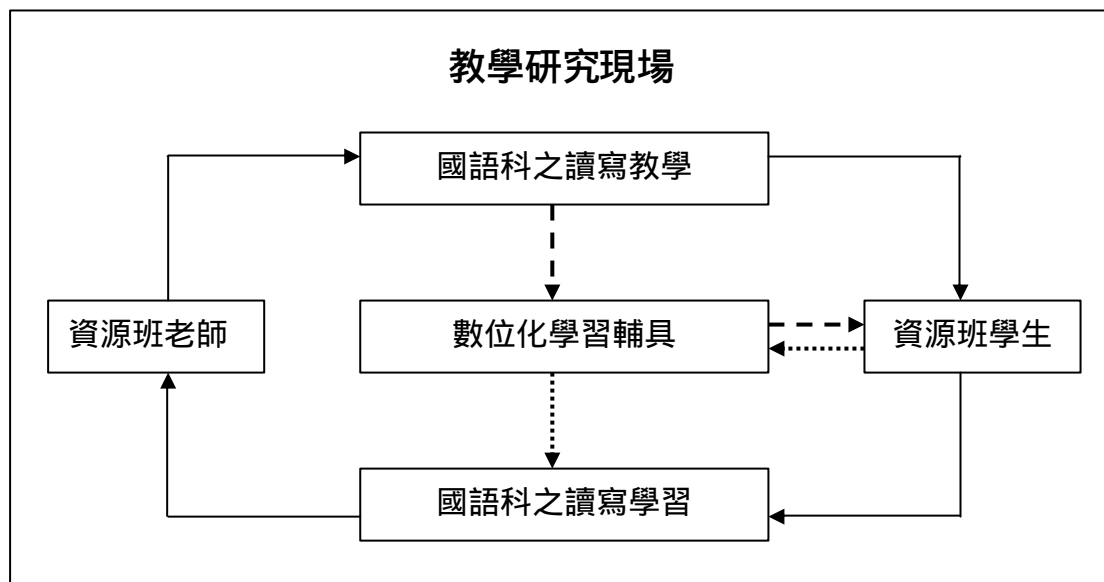 教學研究現場
國語科之讀寫教學
資源班老師
數位化學習輔具
資源班學生
國語科之讀寫學習